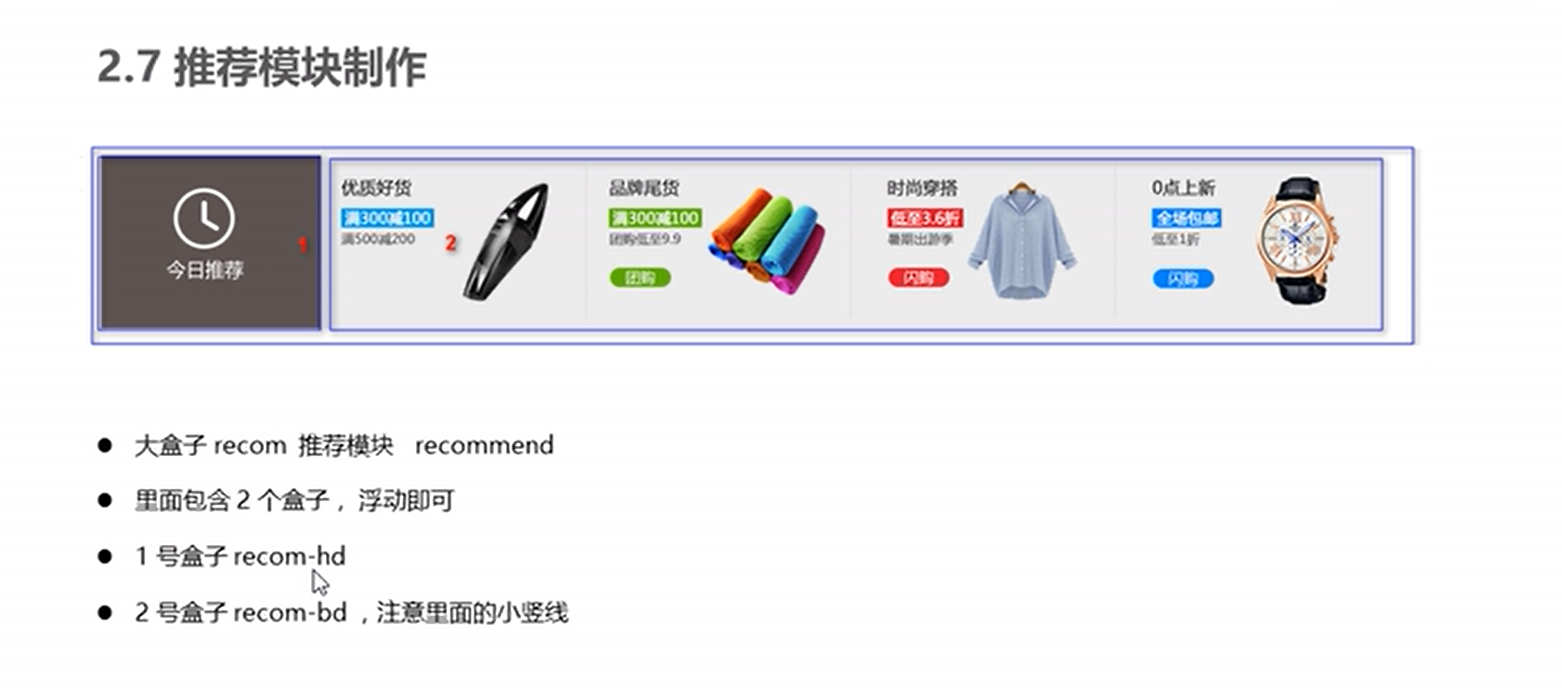 2.7 推荐模块制作
今日推荐
1
优质好货
满300减100
满500减200
2
品牌尾货
满300减100
团购低至9.9
团购
时尚穿搭
低至3.6折
暑期出游季
闪购
0点上新
全场包邮
低至1折
闪购
● 大盒子 recom 推荐模块 recommend
● 里面包含 2 个盒子，浮动即可
● 1 号盒子 recom-hd
● 2 号盒子 recom-bd ，注意里面的小竖线